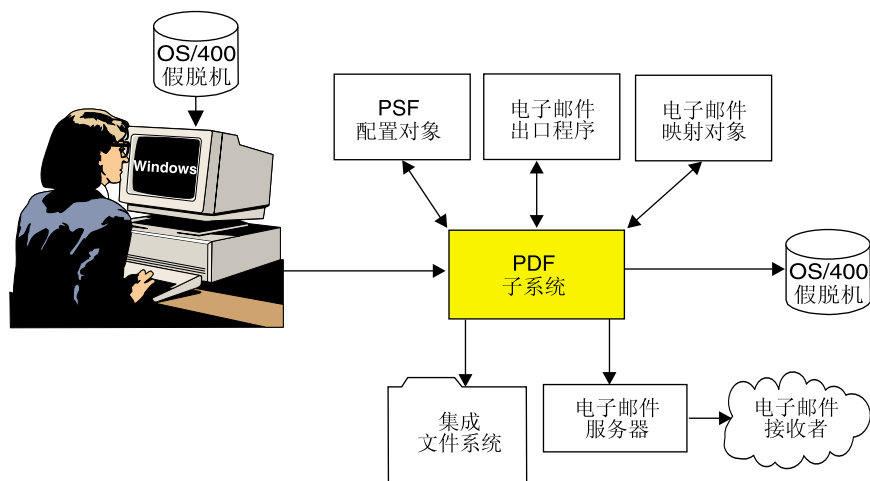 OS/400
假脱机
Windows
PSF
配置对象
电子邮件
出口程序
电子邮件
映射对象
PDF
子系统
OS/400
假脱机
集成
文件系统
电子邮件
服务器
电子邮件
接收者